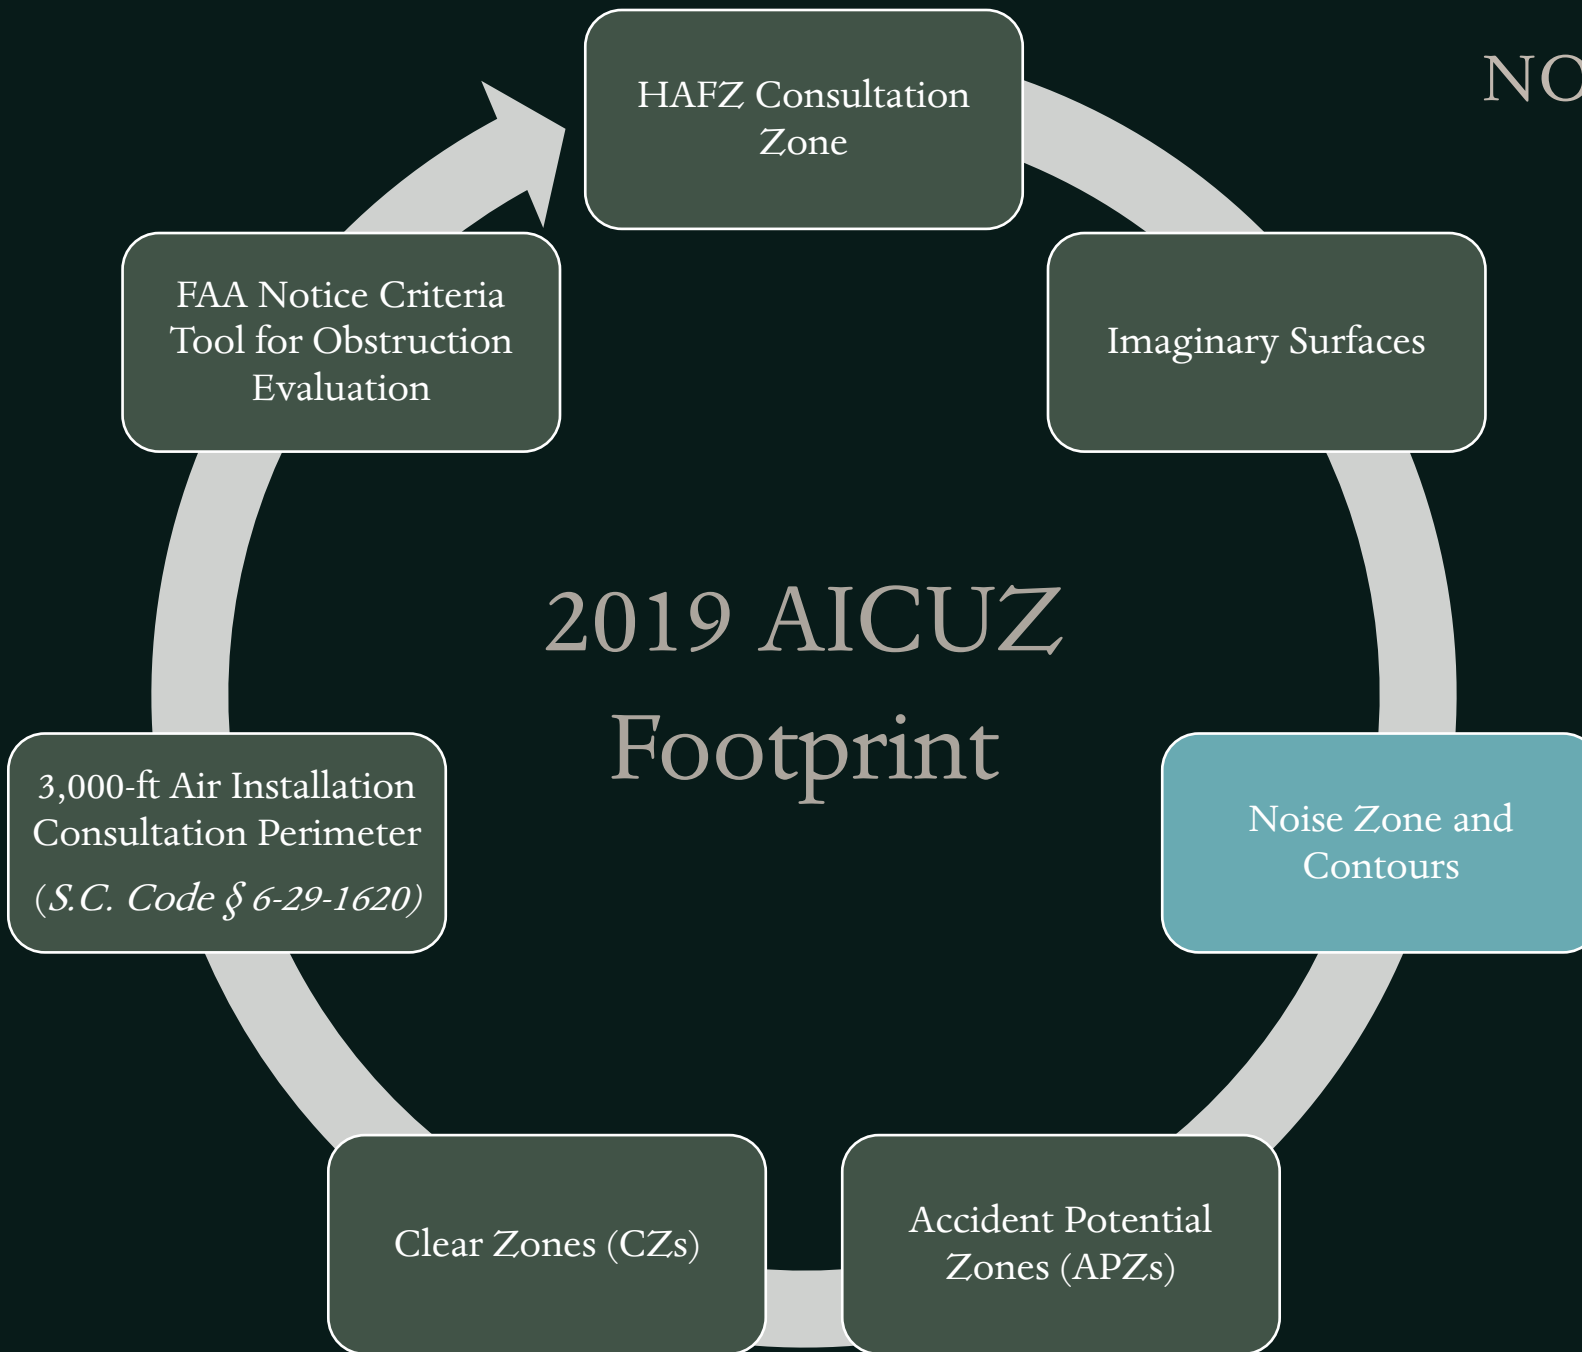 NO
HAFZ Consultation
Zone
Imaginary Surfaces
Noise Zone and
Contours
Accident Potential
Zones (APZs)
Clear Zones (CZs)
3,000-ft Air Installation
Consultation Perimeter
(S.C. Code § 6-29-1620)
FAA Notice Criteria
Tool for Obstruction
Evaluation
2019 AICUZ
Footprint